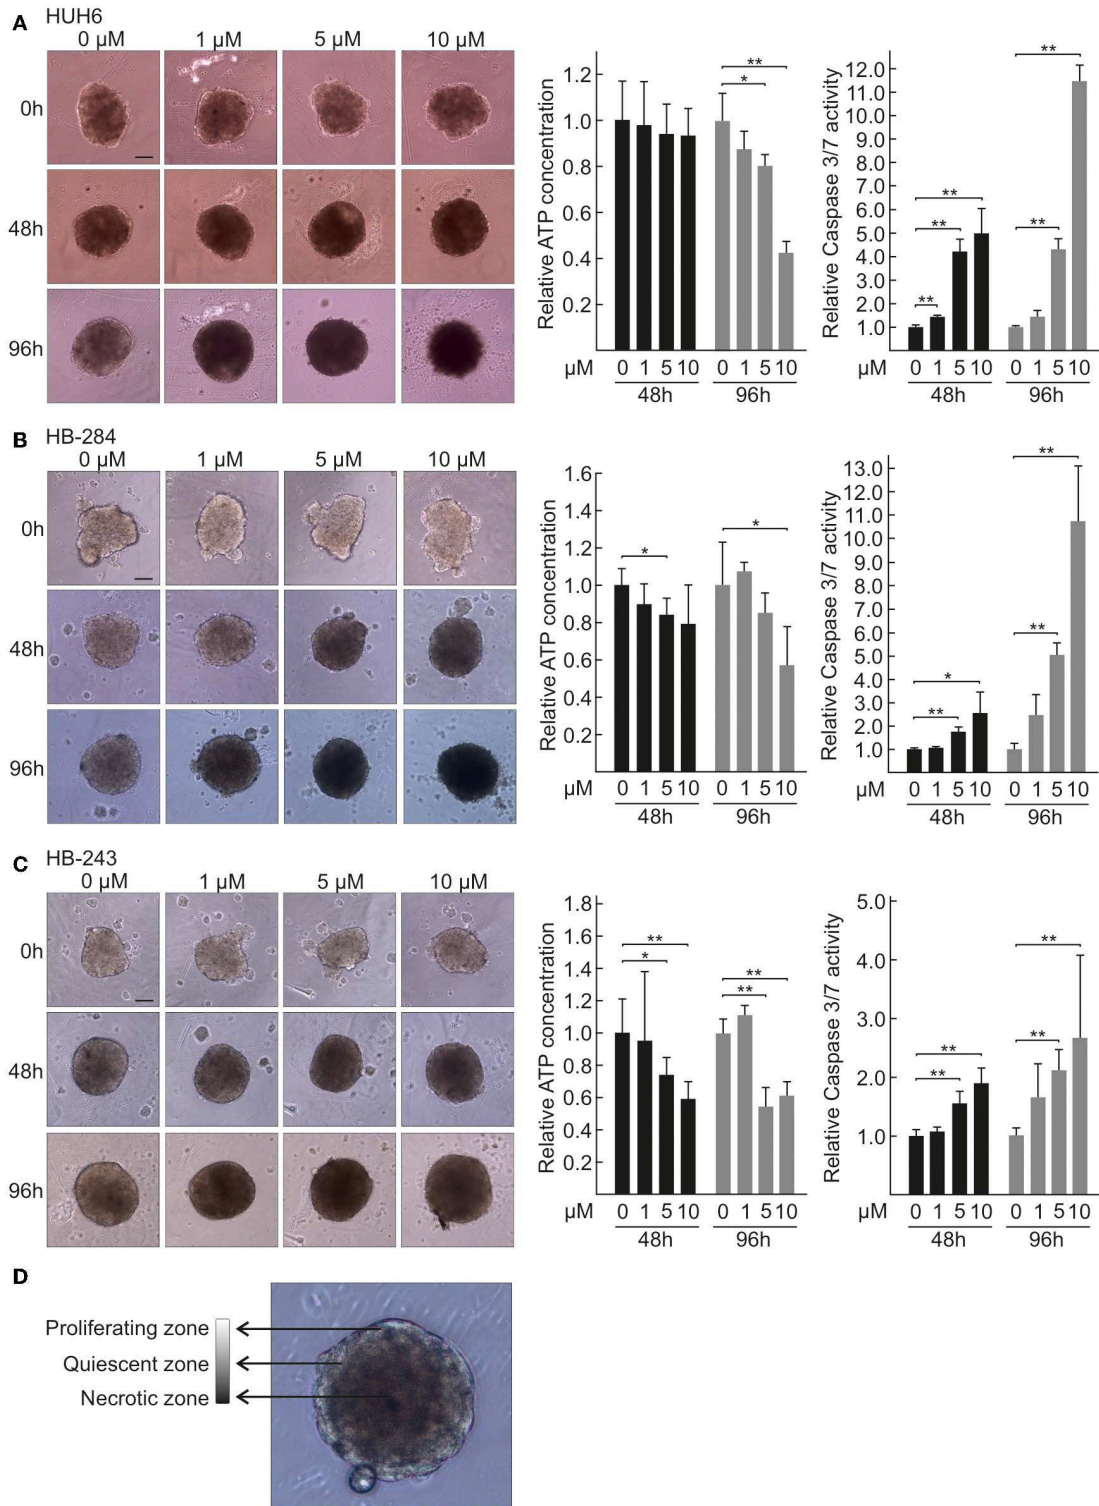 A HUH6
0 µM 1 µM 5 µM 10 µM
0h
48h
96h
Relative ATP concentration
1.2
1.0
0.8
0.6
0.4
0.2
** 
*
µM 0 1 5 10 0 1 5 10
48h 96h
Relative Caspase 3/7 activity
12.0
11.0
10.0
9.0
8.0
7.0
6.0
5.0
4.0
3.0
2.0
1.0
**
**
**
**
**
0 1 5 10 0 1 5 10
48h 96h
B HB-284
0 µM 1 µM 5 µM 10 µM
0h
48h
96h
Relative ATP concentration
1.6
1.4
1.2
1.0
0.8
0.6
0.4
0.2
*
*
µM 0 1 5 10 0 1 5 10
48h 96h
Relative Caspase 3/7 activity
13.0
12.0
11.0
10.0
9.0
8.0
7.0
6.0
5.0
4.0
3.0
2.0
1.0
**
**
*
**
µM 0 1 5 10 0 1 5 10
48h 96h
C HB-243
0 µM 1 µM 5 µM 10 µM
0h
48h
96h
Relative ATP concentration
1.8
1.6
1.4
1.2
1.0
0.8
0.6
0.4
0.2
**
*
**
**
µM 0 1 5 10 0 1 5 10
48h 96h
Relative Caspase 3/7 activity
5.0
4.0
3.0
2.0
1.0
**
**
**
**
µM 0 1 5 10 0 1 5 10
48h 96h
D
Proliferating zone
Quiescent zone
Necrotic zone